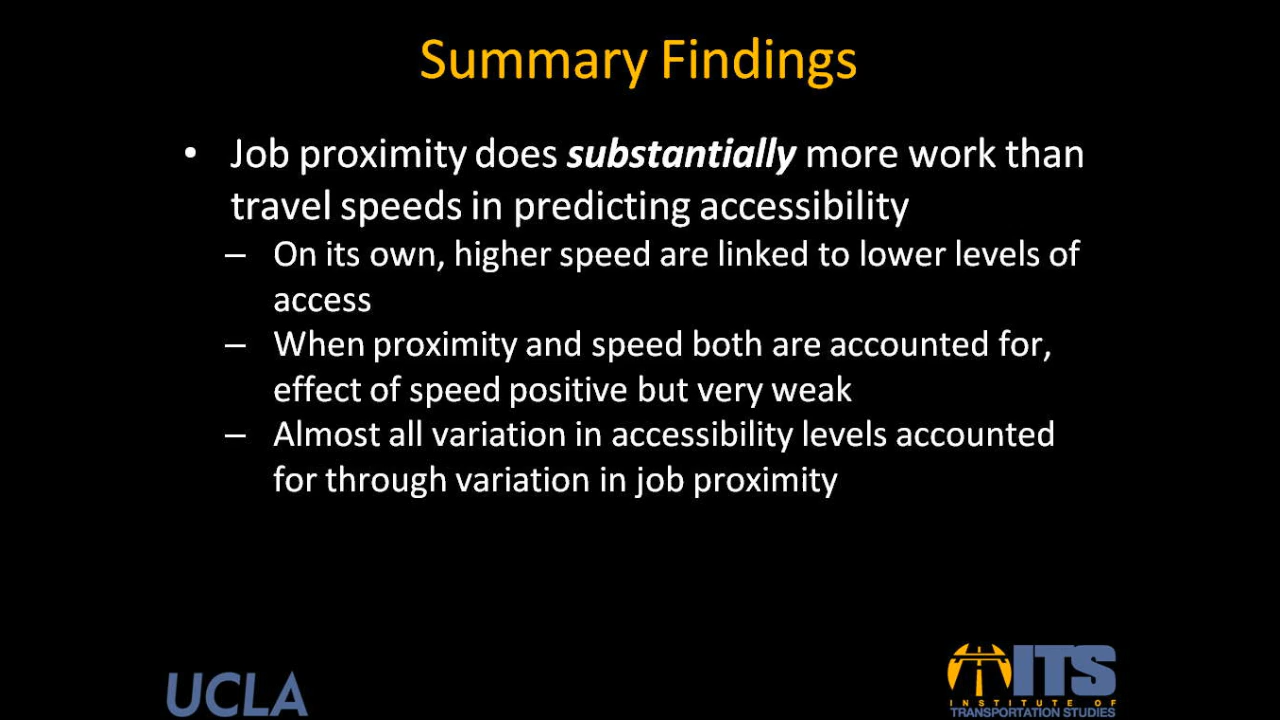 Summary Findings
• Job proximity does substantially more work than
travel speeds in predicting accessibility
– On its own, higher speed are linked to lower levels of
access
– When proximity and speed both are accounted for,
effect of speed positive but very weak
– Almost all variation in accessibility levels accounted
for through variation in job proximity
UCLA
ITS
INSTITUTE OF
TRANSPORTATION STUDIES